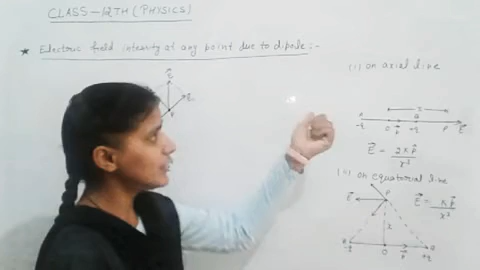 CLASS-12TH (PHYSICS)
★ Electric field intensity at any point due to dipole:-
(i) on axial line
r
-q O P⃗ +q P E⃗
E⃗ = 2KP⃗ / r³
(ii) on equatorial line
P
E⃗
E⃗ = KP⃗ / r³
r
-q O P⃗ +q